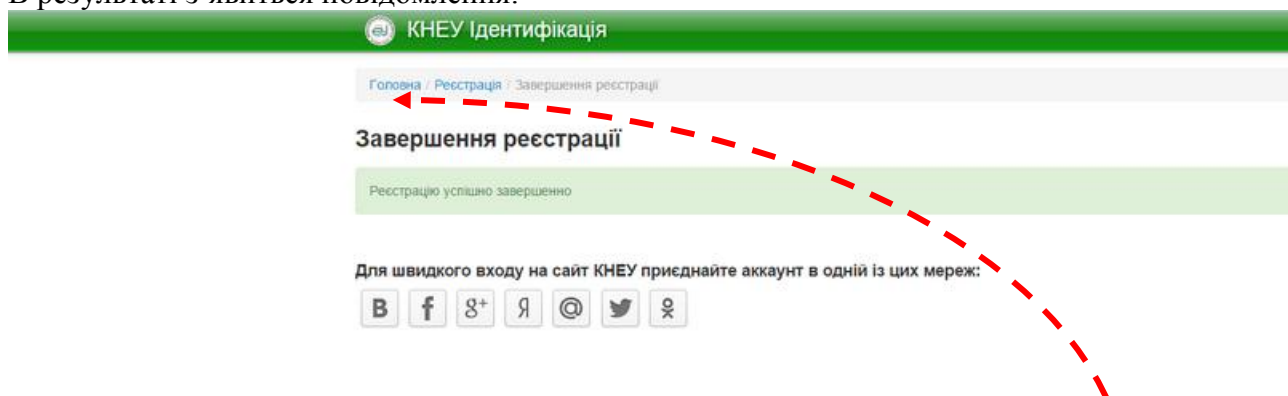 В результаті з'явиться повідомлення:
КНЕУ Ідентифікація
Головна / Реєстрація / Завершення реєстрації
Завершення реєстрації
Реєстрацію успішно завершенно
Для швидкого входу на сайт КНЕУ приєднайте аккаунт в одній із цих мереж:
B f 8+ Я @